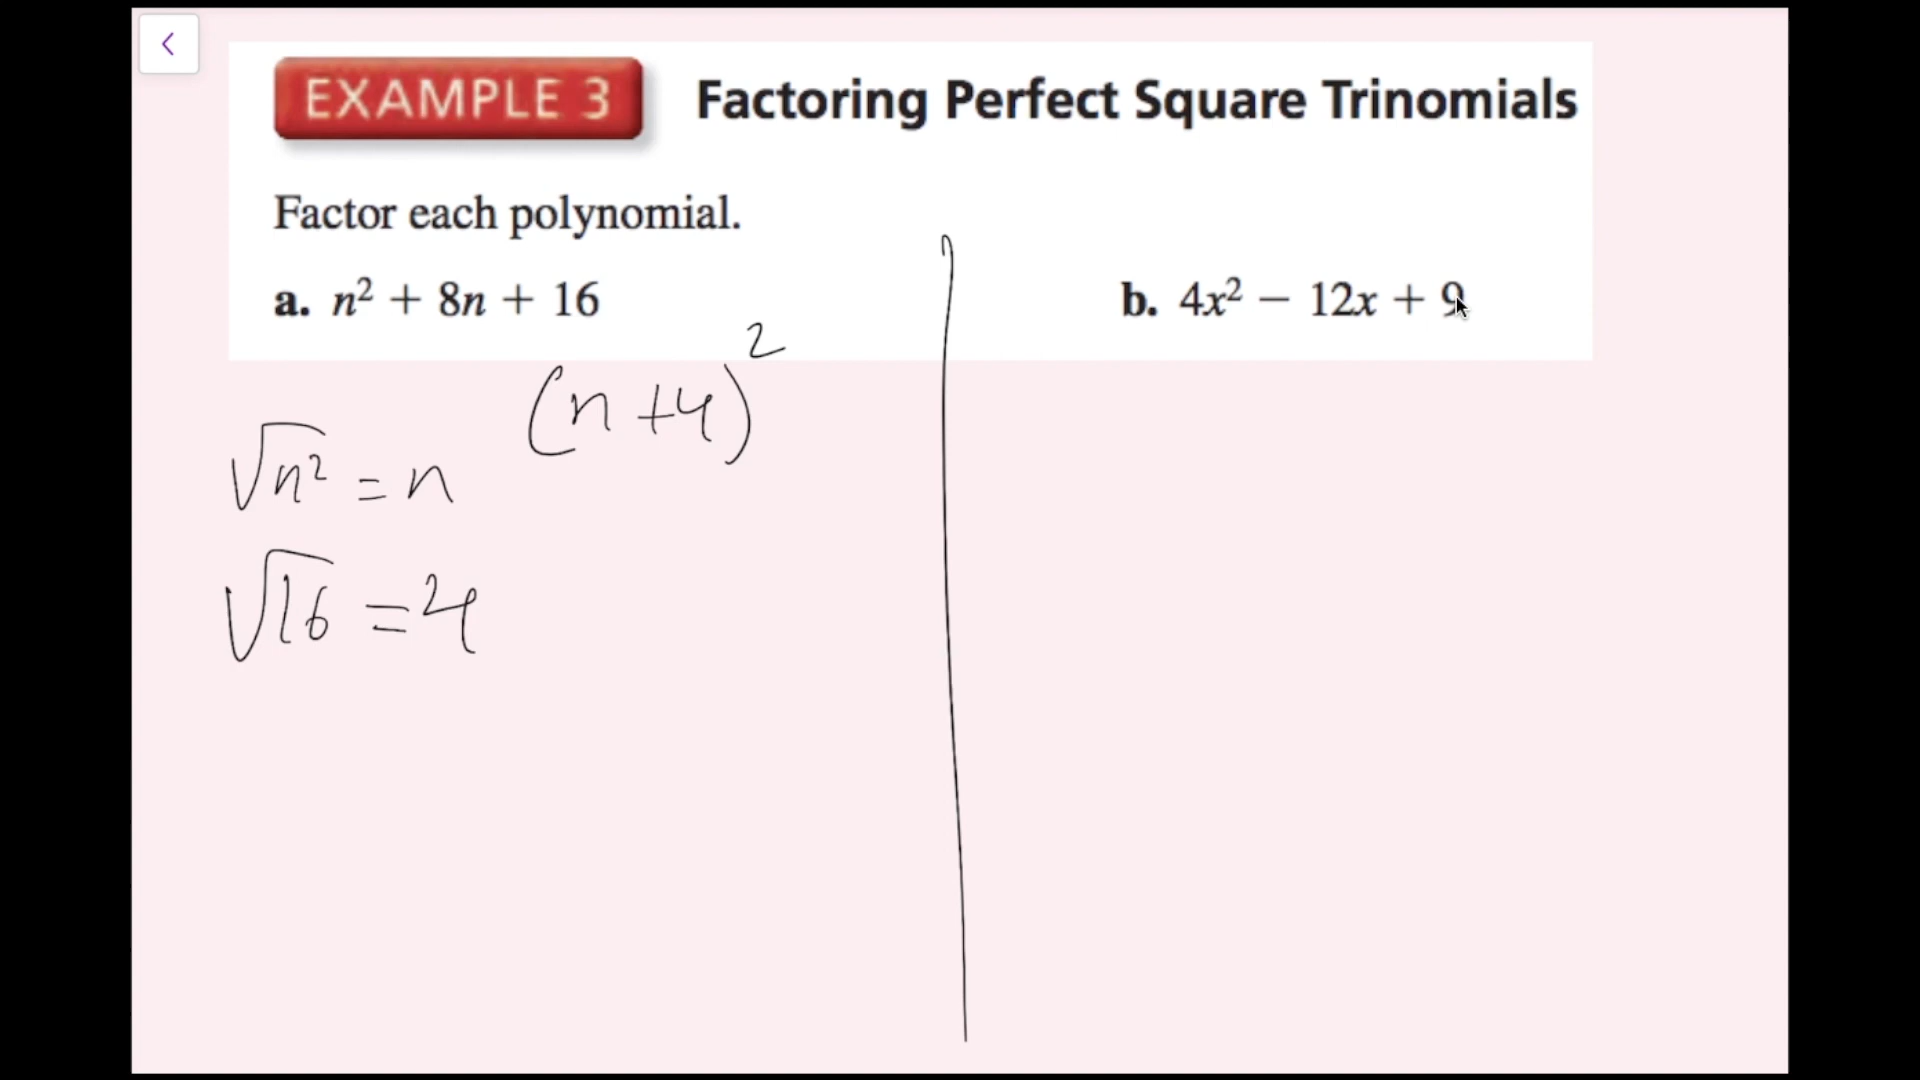 EXAMPLE 3 Factoring Perfect Square Trinomials
Factor each polynomial.
a. n² + 8n + 16
b. 4x² − 12x + 9
(n+4)²
√n² = n
√16 = 4